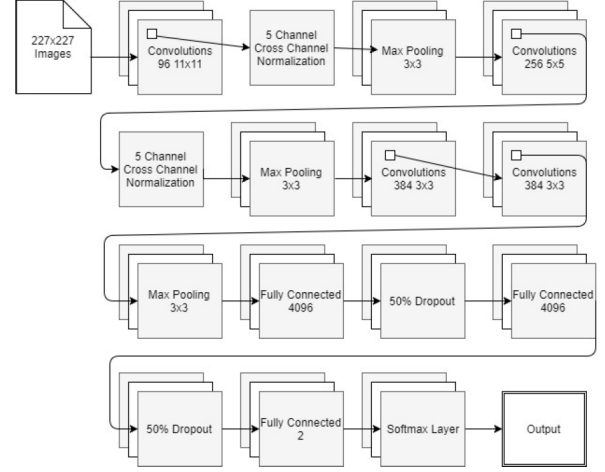 227x227
Images
Convolutions
96 11x11
5 Channel
Cross Channel
Normalization
Max Pooling
3x3
Convolutions
256 5x5
5 Channel
Cross Channel
Normalization
Max Pooling
3x3
Convolutions
384 3x3
Convolutions
384 3x3
Max Pooling
3x3
Fully Connected
4096
50% Dropout
Fully Connected
4096
50% Dropout
Fully Connected
2
Softmax Layer
Output